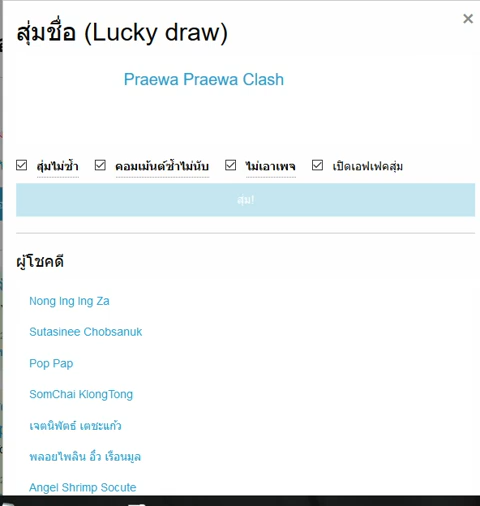 สุ่มชื่อ (Lucky draw)
Praewa Praewa Clash
สุ่มไม่ซ้ำ คอมเม้นต์ซ้ำไม่นับ ไม่เอาเพจ เปิดเอฟเฟคสุ่ม
สุ่ม!
ผู้โชคดี
Nong Ing Ing Za
Sutasinee Chobsanuk
Pop Pap
SomChai KlongTong
เจตนิพัตธ์ เตชะแก้ว
พลอยไพลิน อิ๋ว เรือนมูล
Angel Shrimp Socute